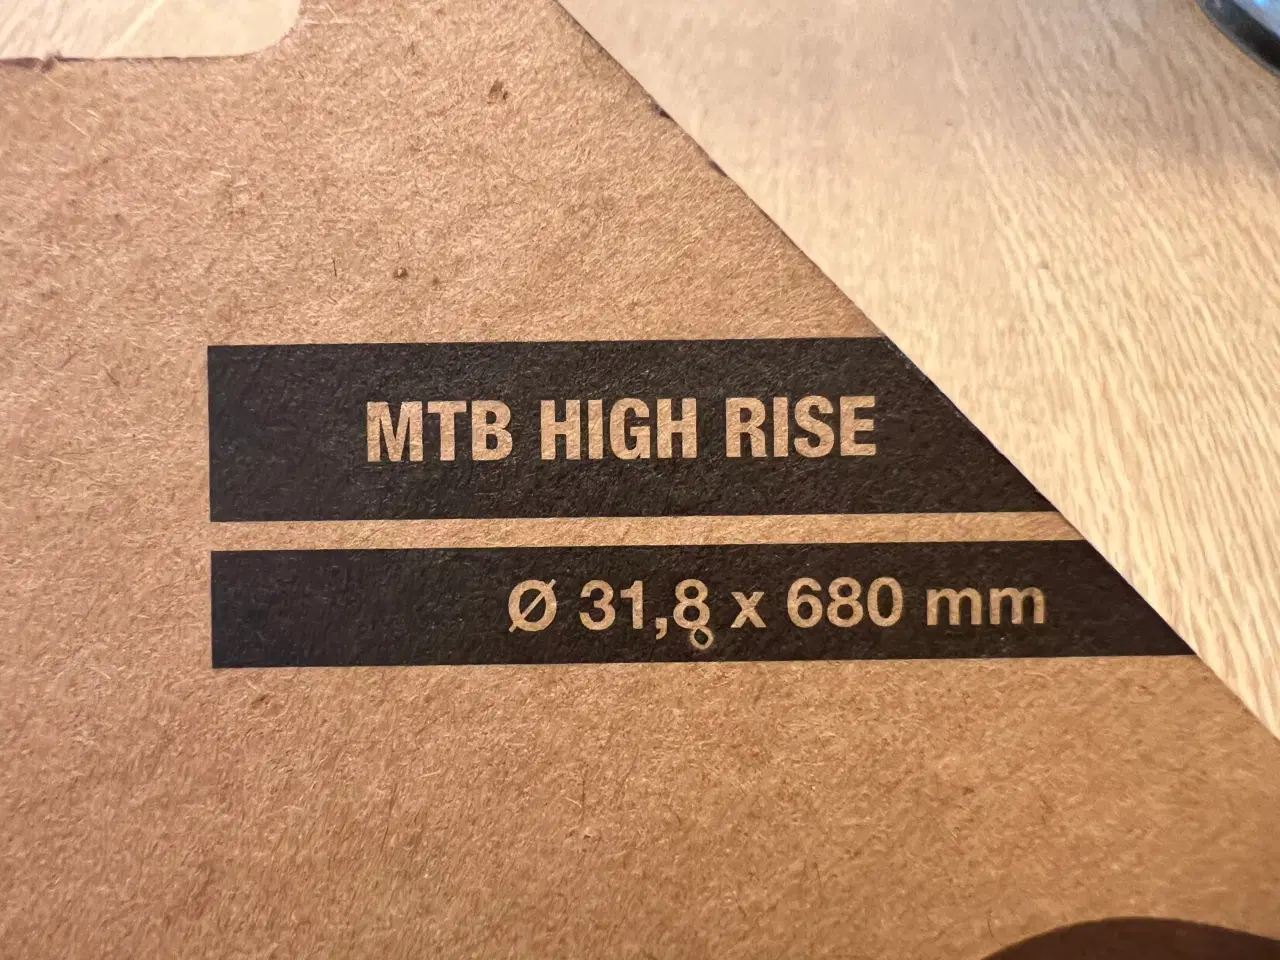 MTB HIGH RISE
Ø 31,8 x 680 mm